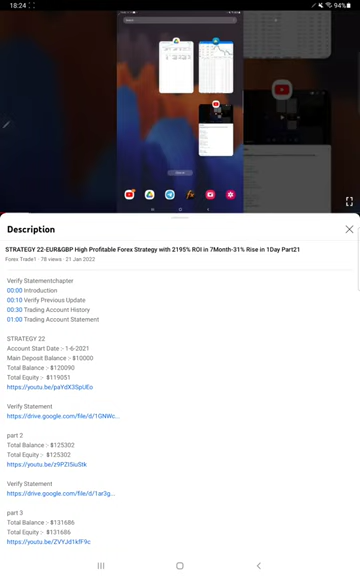 18:24
94%
Description
STRATEGY 22-EUR&GBP High Profitable Forex Strategy with 2195% ROI in 7Month-31% Rise in 1Day Part21
Forex Trade1 · 78 views · 21 Jan 2022
Verify Statementchapter
00:00 Introduction
00:10 Verify Previous Update
00:30 Trading Account History
01:00 Trading Account Statement
STRATEGY 22
Account Start Date :- 1-6-2021
Main Deposit Balance :- $10000
Total Balance :- $120090
Total Equity :- $119051
https://youtu.be/paYdX3SpUEo
Verify Statement
https://drive.google.com/file/d/1GNWc...
part 2
Total Balance :- $125302
Total Equity :- $125302
https://youtu.be/z9PZI5iuStk
Verify Statement
https://drive.google.com/file/d/1ar3g...
part 3
Total Balance :- $131686
Total Equity :- $131686
https://youtu.be/ZVYJd1kfF9c